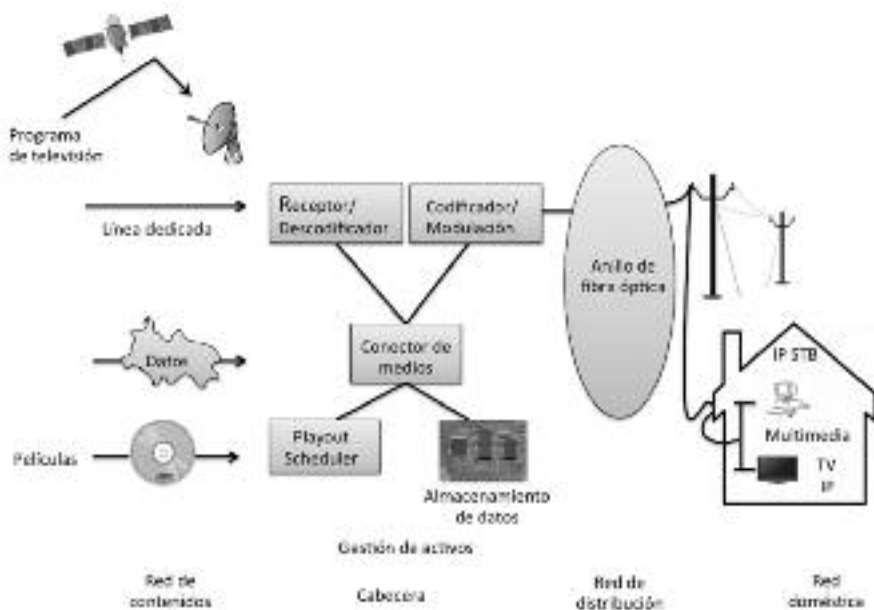 Programa
de televisión
Línea dedicada
Receptor/
Descodificador
Codificador/
Modulación
Anillo de
fibra óptica
Datos
Conector de
medios
IP STB
Multimedia
TV
IP
Películas
Playout
Scheduler
Almacenamiento
de datos
Gestión de activos
Red de
contenidos
Cabecera
Red de
distribución
Red
doméstica